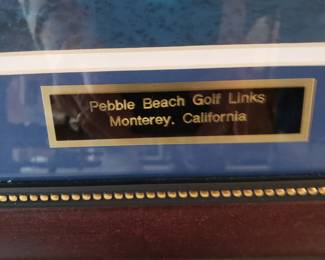 Pebble Beach Golf Links
Monterey, California